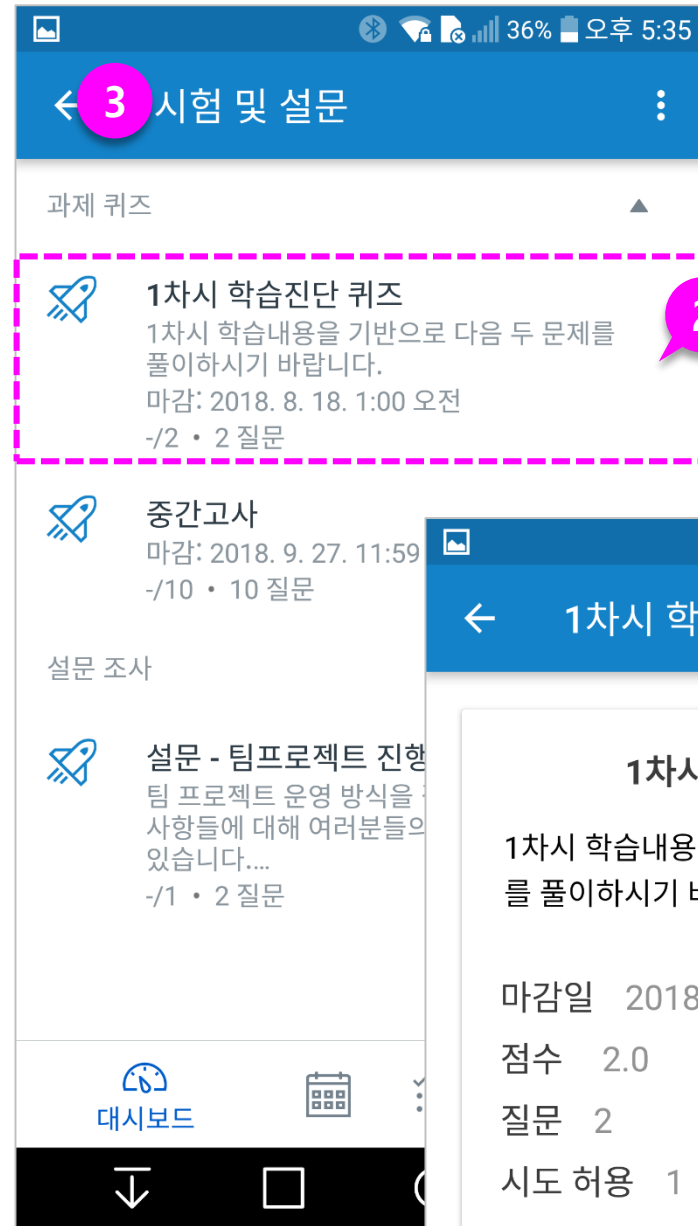 36% 오후 5:35
3 시험 및 설문
과제 퀴즈
1차시 학습진단 퀴즈
1차시 학습내용을 기반으로 다음 두 문제를
풀이하시기 바랍니다.
마감: 2018. 8. 18. 1:00 오전
-/2 • 2 질문
중간고사
마감: 2018. 9. 27. 11:59
-/10 • 10 질문
설문 조사
설문 - 팀프로젝트 진행
팀 프로젝트 운영 방식을
사항들에 대해 여러분들의
있습니다....
-/1 • 2 질문
대시보드
1차시 학
1차시
1차시 학습내용
를 풀이하시기
마감일 2018
점수 2.0
질문 2
시도 허용 1